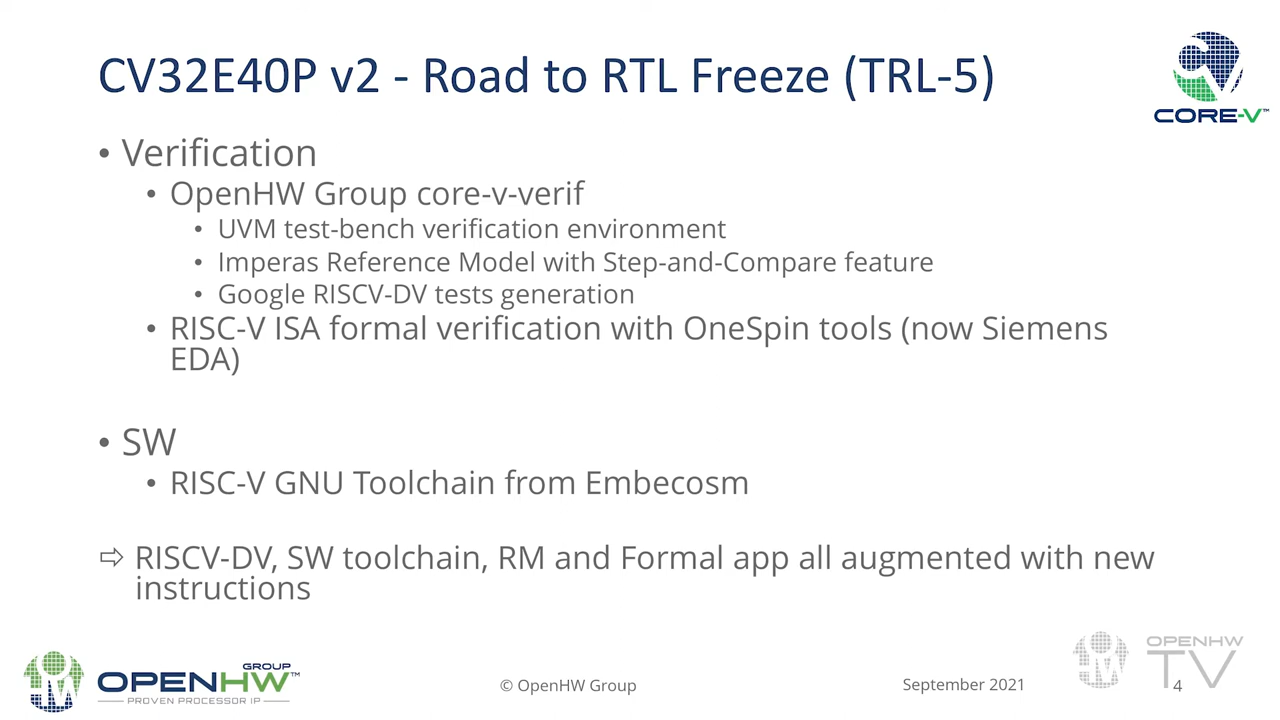 CV32E40P v2 - Road to RTL Freeze (TRL-5)
CORE-V™
• Verification
• OpenHW Group core-v-verif
• UVM test-bench verification environment
• Imperas Reference Model with Step-and-Compare feature
• Google RISCV-DV tests generation
• RISC-V ISA formal verification with OneSpin tools (now Siemens
EDA)
• SW
• RISC-V GNU Toolchain from Embecosm
⇨ RISCV-DV, SW toolchain, RM and Formal app all augmented with new
instructions
OPENHW™
GROUP
PROVEN PROCESSOR IP
© OpenHW Group
September 2021
OPENHW
TV
4